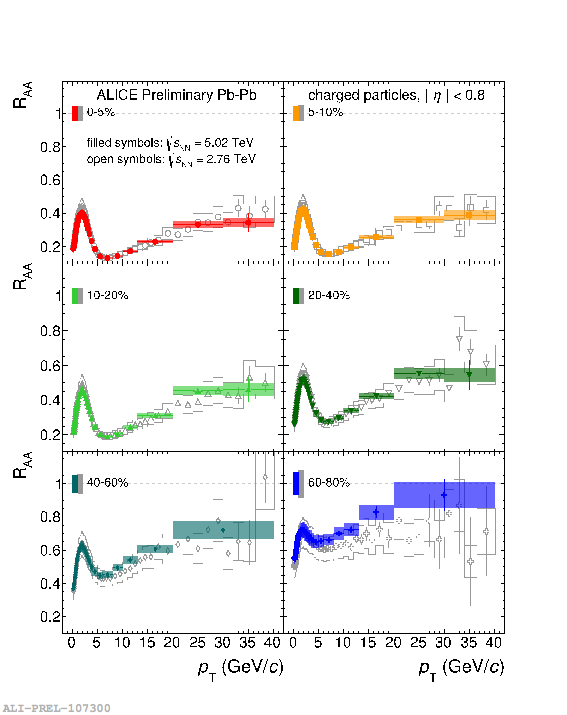 ALICE Preliminary Pb-Pb
charged particles, | η | < 0.8
R_AA
1
0.8
0.6
0.4
0.2
0-5%
filled symbols: √s_NN = 5.02 TeV
open symbols: √s_NN = 2.76 TeV
5-10%
R_AA
1
0.8
0.6
0.4
0.2
10-20%
20-40%
R_AA
1
0.8
0.6
0.4
0.2
40-60%
60-80%
0 5 10 15 20 25 30 35 40
0 5 10 15 20 25 30 35 40
p_T (GeV/c)
p_T (GeV/c)
ALI-PREL-107300